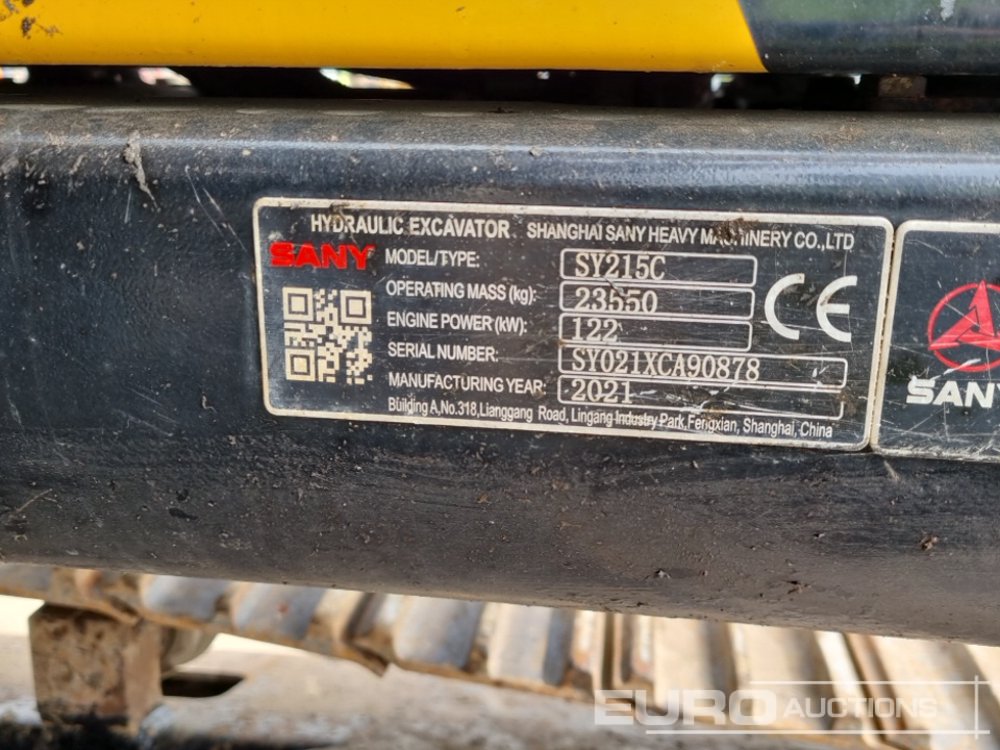 HYDRAULIC EXCAVATOR SHANGHAI SANY HEAVY MACHINERY CO.,LTD
SANY
MODEL/TYPE: SY215C
OPERATING MASS (kg): 23550
ENGINE POWER (kW): 122
SERIAL NUMBER: SY021XCA90878
MANUFACTURING YEAR: 2021
Building A,No.318,Lianggang Road, Lingang Industry Park,Fengxian, Shanghai, China
CE
SAN
EURO AUCTIONS